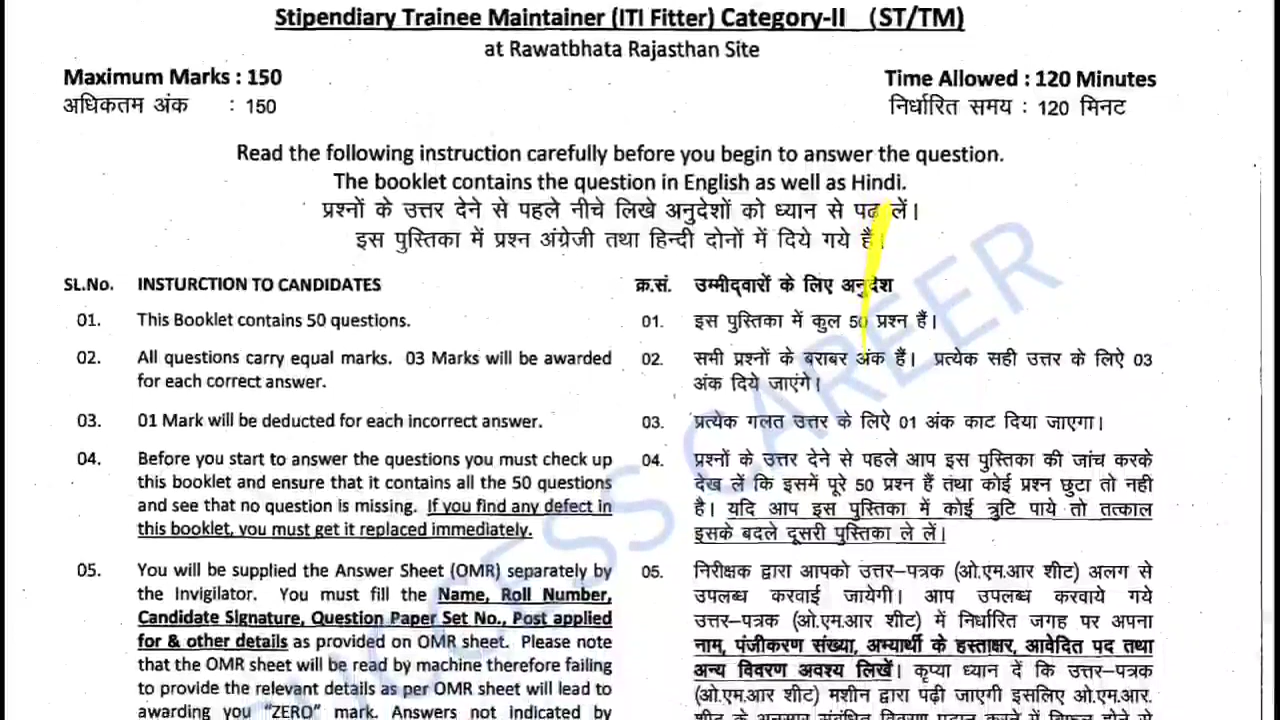 Stipendiary Trainee Maintainer (ITI Fitter) Category-II (ST/TM)
at Rawatbhata Rajasthan Site
Maximum Marks : 150 Time Allowed : 120 Minutes
अधिकतम अंक : 150 निर्धारित समय : 120 मिनट
Read the following instruction carefully before you begin to answer the question.
The booklet contains the question in English as well as Hindi.
प्रश्नों के उत्तर देने से पहले नीचे लिखे अनुदेशों को ध्यान से पढ़ लें।
इस पुस्तिका में प्रश्न अंग्रेजी तथा हिन्दी दोनों में दिये गये हैं।
SL.No. INSTURCTION TO CANDIDATES
01. This Booklet contains 50 questions.
02. All questions carry equal marks. 03 Marks will be awarded
for each correct answer.
03. 01 Mark will be deducted for each incorrect answer.
04. Before you start to answer the questions you must check up
this booklet and ensure that it contains all the 50 questions
and see that no question is missing. If you find any defect in
this booklet, you must get it replaced immediately.
05. You will be supplied the Answer Sheet (OMR) separately by
the Invigilator. You must fill the Name, Roll Number,
Candidate Signature, Question Paper Set No., Post applied
for & other details as provided on OMR sheet. Please note
that the OMR sheet will be read by machine therefore failing
to provide the relevant details as per OMR sheet will lead to
awarding you "ZERO" mark. Answers not indicated by
क्र.सं. उम्मीद्वारों के लिए अनुदेश
01. इस पुस्तिका में कुल 50 प्रश्न हैं।
02. सभी प्रश्नों के बराबर अंक हैं। प्रत्येक सही उत्तर के लिऐ 03
अंक दिये जाएंगे।
03. प्रत्येक गलत उत्तर के लिऐ 01 अंक काट दिया जाएगा।
04. प्रश्नों के उत्तर देने से पहले आप इस पुस्तिका की जांच करके
देख लें कि इसमें पूरे 50 प्रश्न हैं तथा कोई प्रश्न छुटा तो नही
है। यदि आप इस पुस्तिका में कोई त्रुटि पाये तो तत्काल
इसके बदले दूसरी पुस्तिका ले लें।
05. निरीक्षक द्वारा आपको उत्तर–पत्रक (ओ.एम.आर शीट) अलग से
उपलब्ध करवाई जायेगी। आप उपलब्ध करवाये गये
उत्तर–पत्रक (ओ.एम.आर शीट) में निर्धारित जगह पर अपना
नाम, पंजीकरण संख्या, अभ्यार्थी के हस्ताक्षर, आवेदित पद तथा
अन्य विवरण अवश्य लिखें। कृप्या ध्यान दें कि उत्तर–पत्रक
(ओ.एम.आर शीट) मशीन द्वारा पढ़ी जाएगी इसलिए ओ.एम.आर.
SUCCESS CAREER